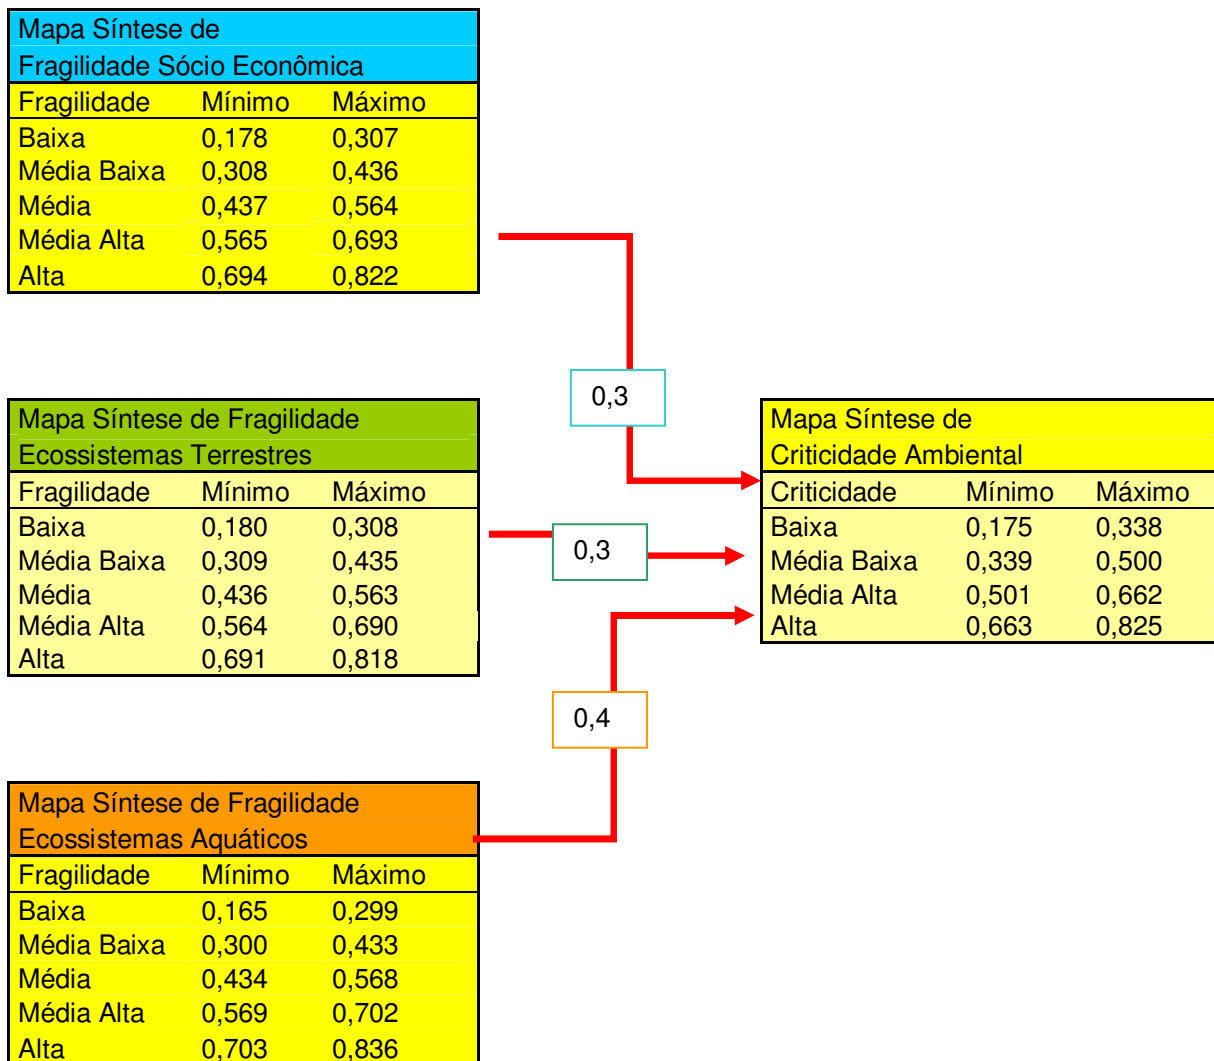 Mapa Síntese de
Fragilidade Sócio Econômica
Fragilidade Mínimo Máximo
Baixa 0,178 0,307
Média Baixa 0,308 0,436
Média 0,437 0,564
Média Alta 0,565 0,693
Alta 0,694 0,822
0,3
Mapa Síntese de Fragilidade
Ecossistemas Terrestres
Fragilidade Mínimo Máximo
Baixa 0,180 0,308
Média Baixa 0,309 0,435
Média 0,436 0,563
Média Alta 0,564 0,690
Alta 0,691 0,818
0,3
Mapa Síntese de
Criticidade Ambiental
Criticidade Mínimo Máximo
Baixa 0,175 0,338
Média Baixa 0,339 0,500
Média Alta 0,501 0,662
Alta 0,663 0,825
0,4
Mapa Síntese de Fragilidade
Ecossistemas Aquáticos
Fragilidade Mínimo Máximo
Baixa 0,165 0,299
Média Baixa 0,300 0,433
Média 0,434 0,568
Média Alta 0,569 0,702
Alta 0,703 0,836